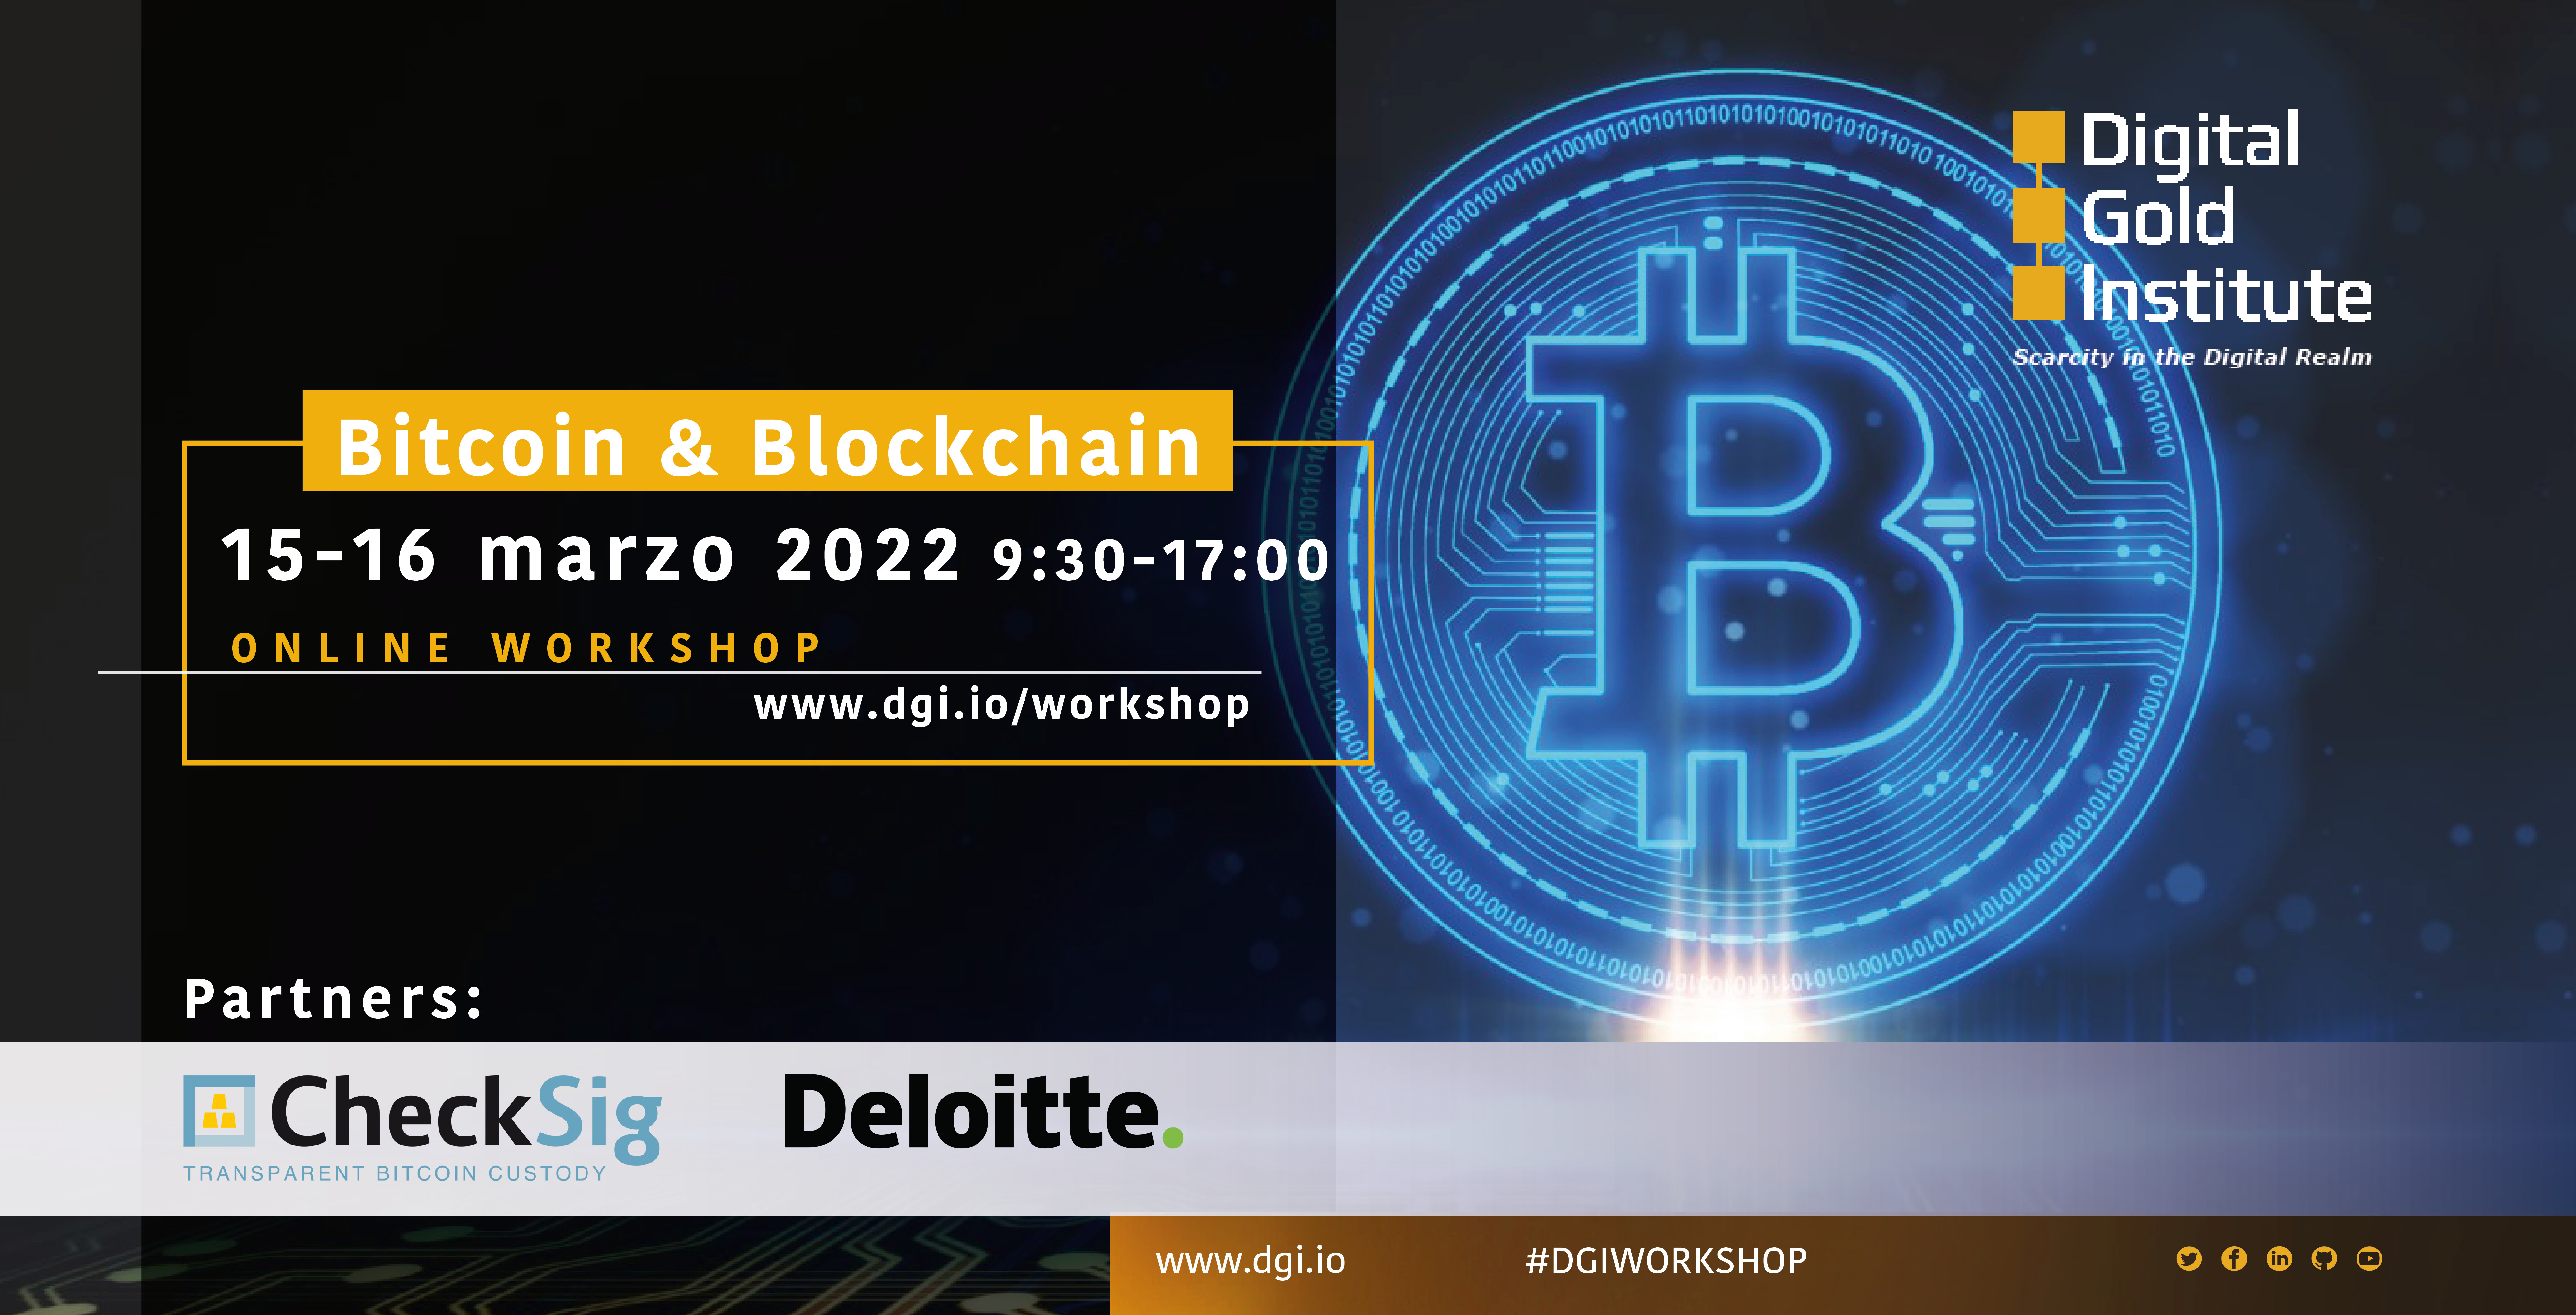 Digital
Gold
Institute
Scarcity in the Digital Realm
Bitcoin & Blockchain
15-16 marzo 2022 9:30-17:00
ONLINE WORKSHOP
www.dgi.io/workshop
Partners:
CheckSig
TRANSPARENT BITCOIN CUSTODY
Deloitte.
www.dgi.io
#DGIWORKSHOP